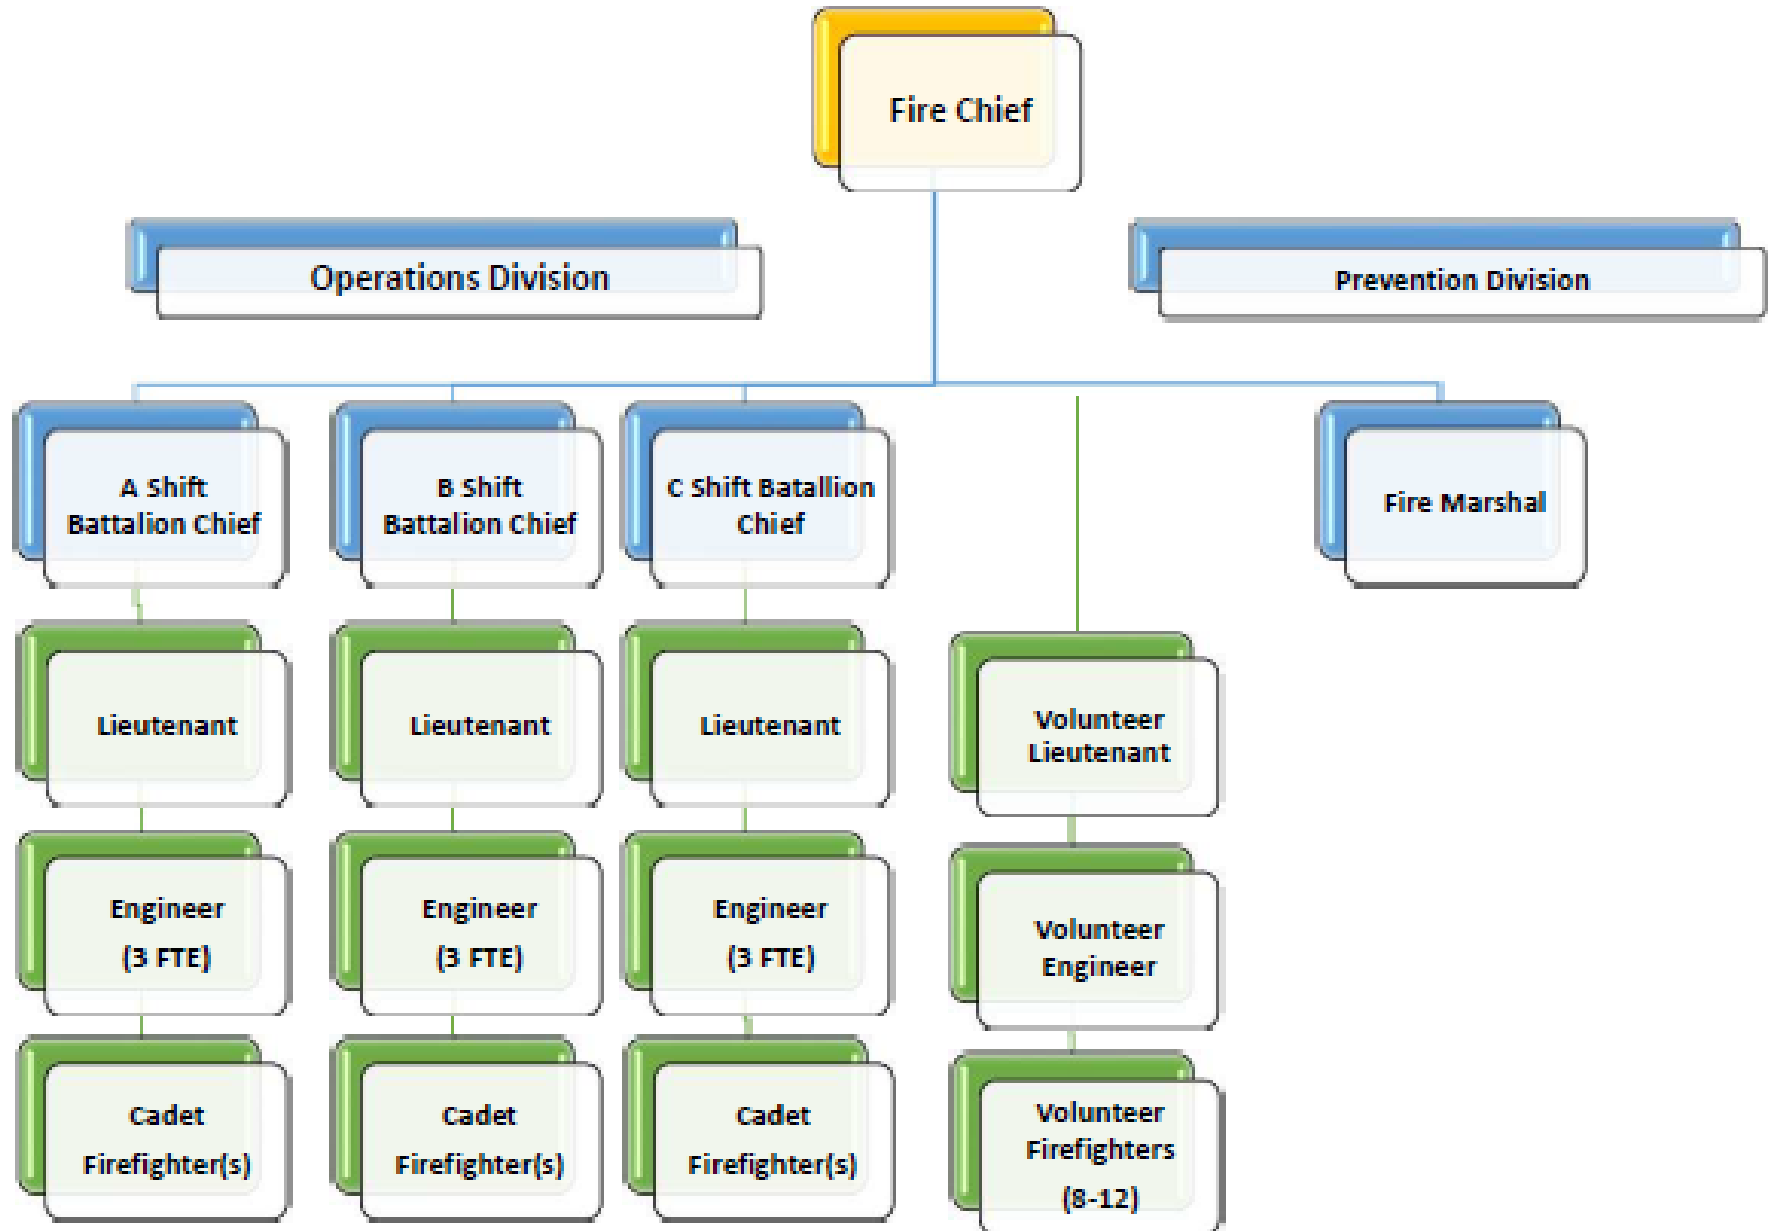 Fire Chief
Operations Division
Prevention Division
A Shift
Battalion Chief
B Shift
Battalion Chief
C Shift Batallion
Chief
Fire Marshal
Lieutenant
Lieutenant
Lieutenant
Volunteer
Lieutenant
Engineer
(3 FTE)
Engineer
(3 FTE)
Engineer
(3 FTE)
Volunteer
Engineer
Cadet
Firefighter(s)
Cadet
Firefighter(s)
Cadet
Firefighter(s)
Volunteer
Firefighters
(8-12)